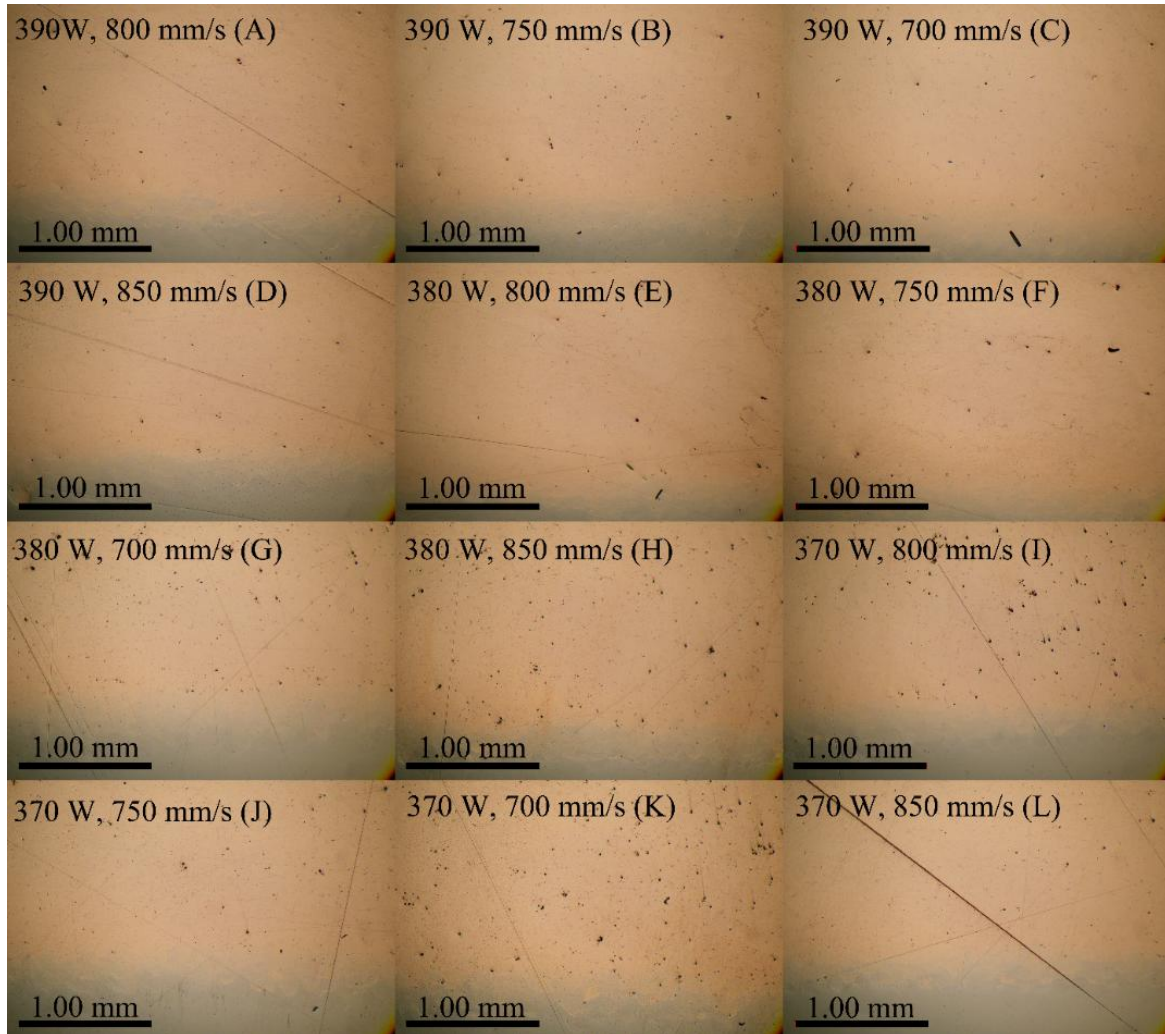 390W, 800 mm/s (A)
390 W, 750 mm/s (B)
390 W, 700 mm/s (C)
1.00 mm
1.00 mm
1.00 mm
390 W, 850 mm/s (D)
380 W, 800 mm/s (E)
380 W, 750 mm/s (F)
1.00 mm
1.00 mm
1.00 mm
380 W, 700 mm/s (G)
380 W, 850 mm/s (H)
370 W, 800 mm/s (I)
1.00 mm
1.00 mm
1.00 mm
370 W, 750 mm/s (J)
370 W, 700 mm/s (K)
370 W, 850 mm/s (L)
1.00 mm
1.00 mm
1.00 mm